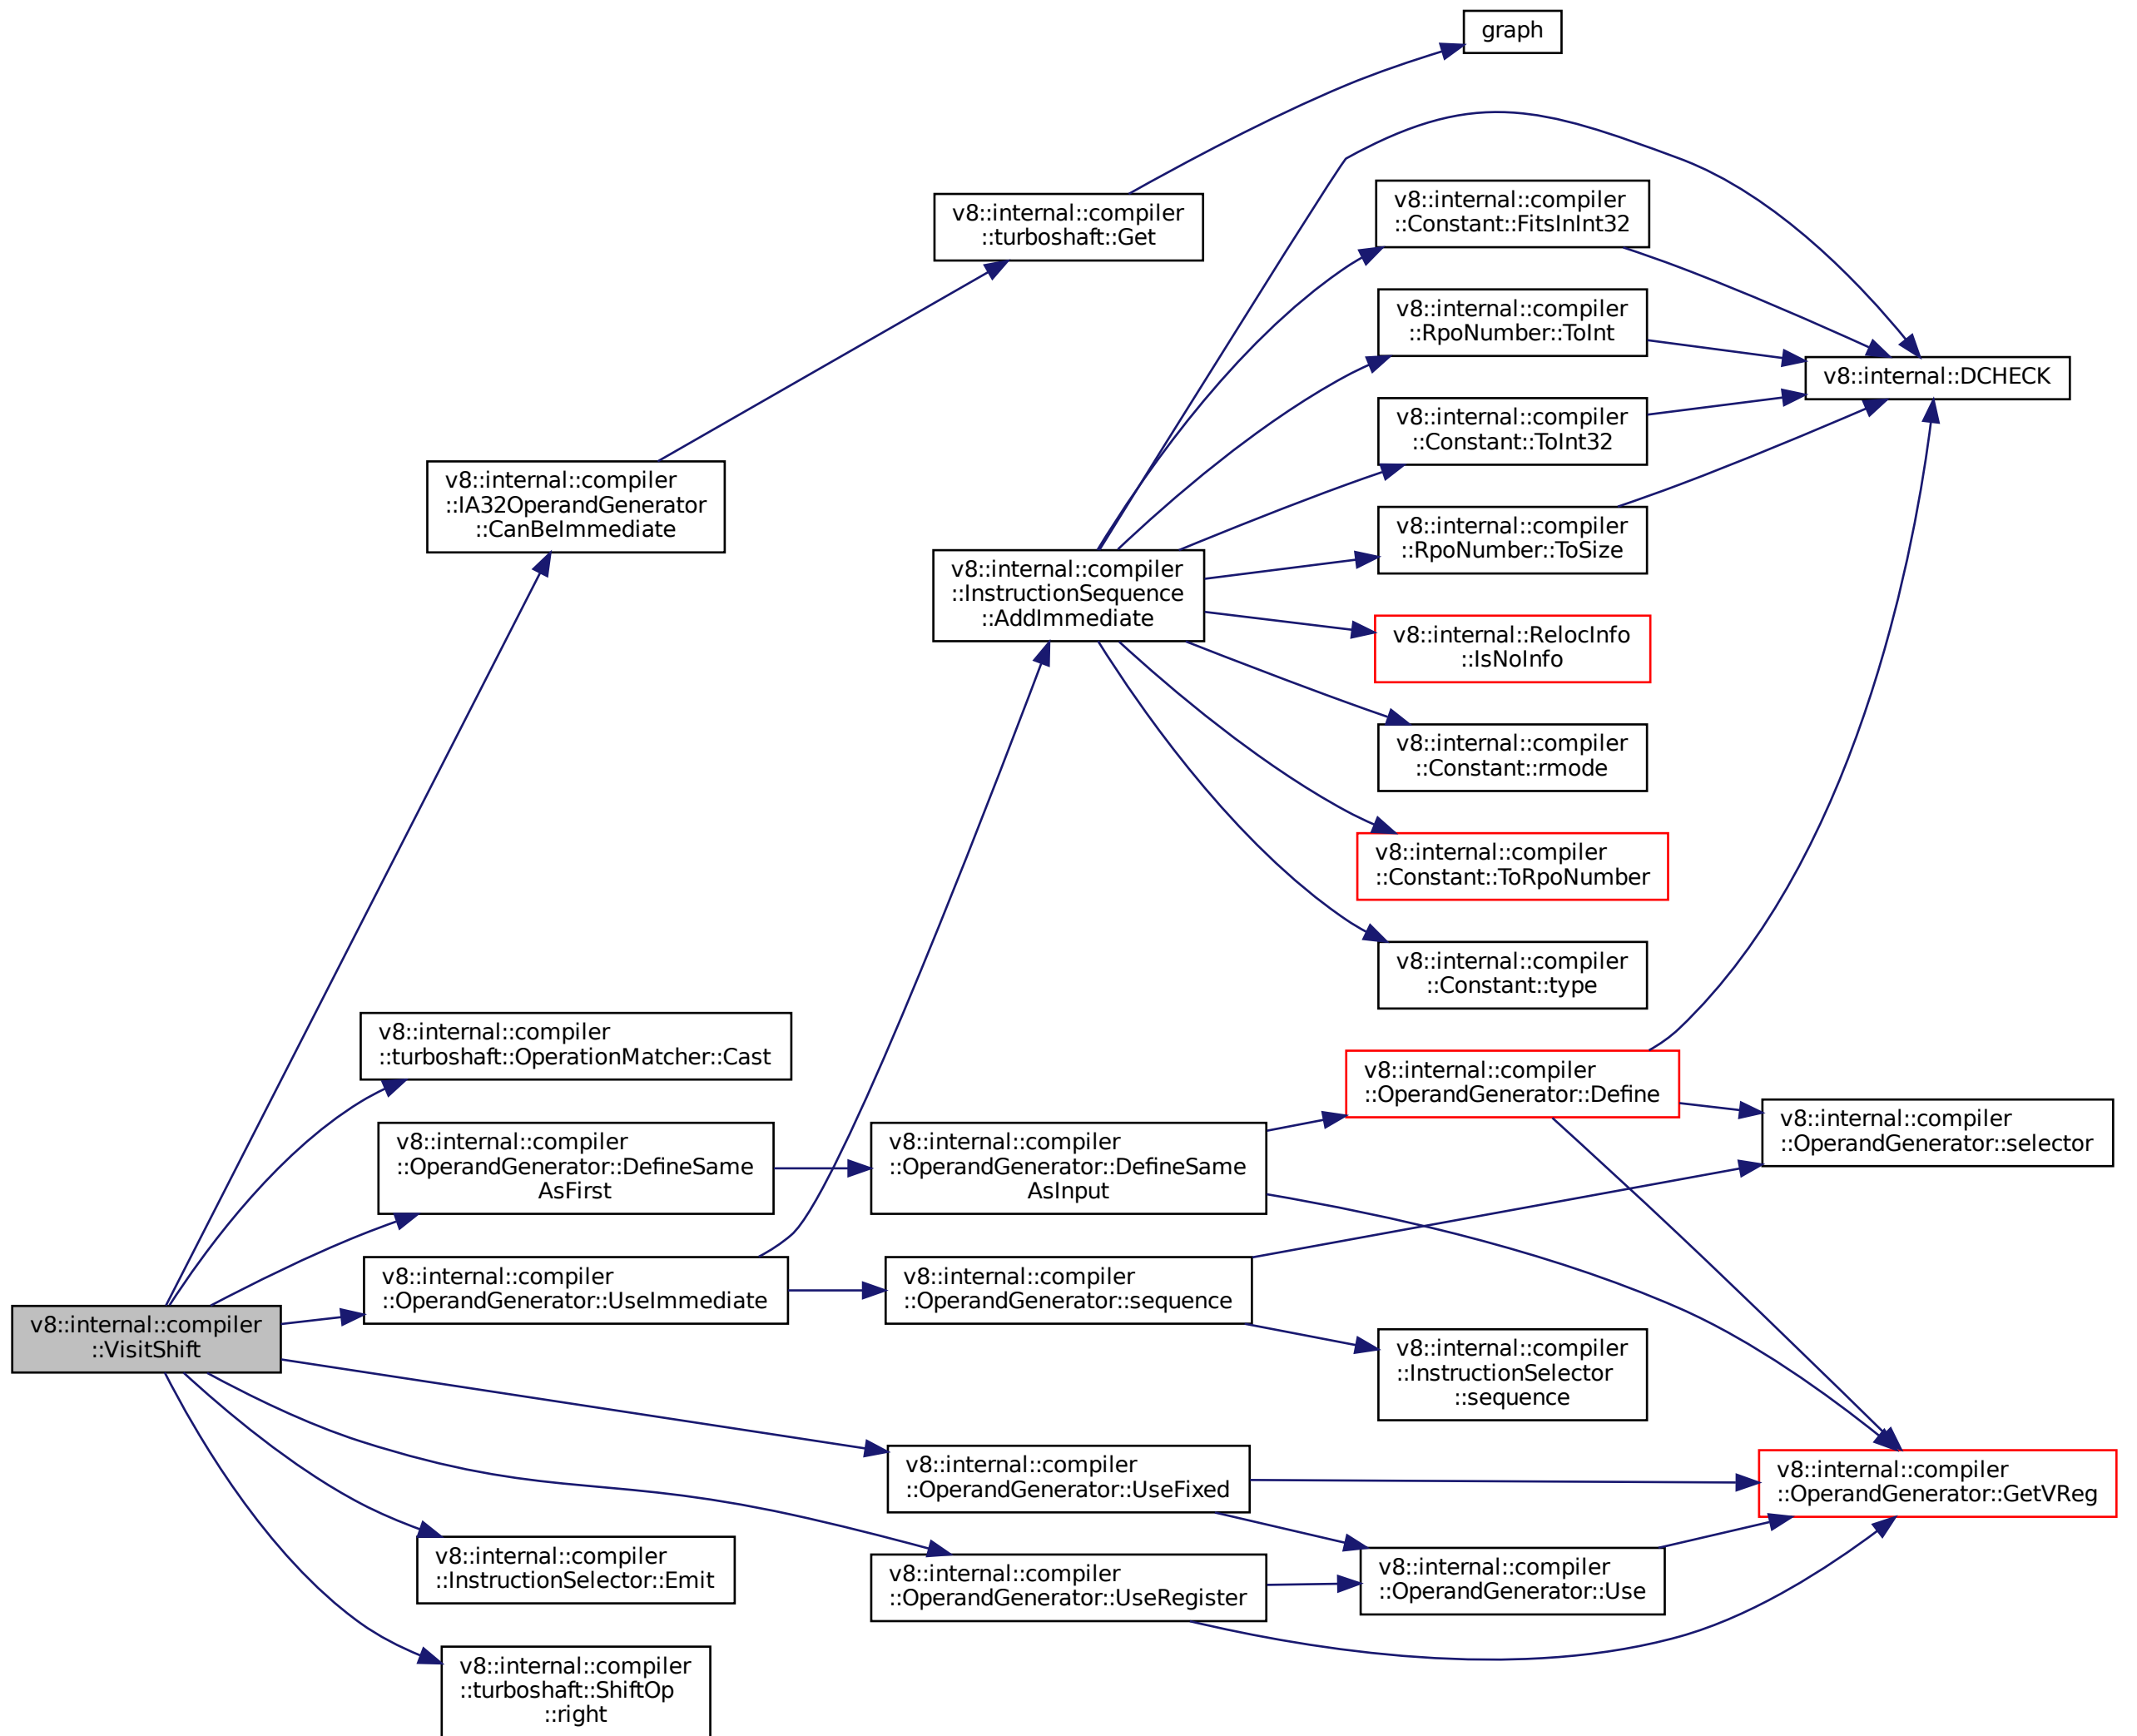 graph
v8::internal::compiler
::turboshaft::Get
v8::internal::compiler
::Constant::FitsInInt32
v8::internal::compiler
::RpoNumber::ToInt
v8::internal::DCHECK
v8::internal::compiler
::Constant::ToInt32
v8::internal::compiler
::IA32OperandGenerator
::CanBeImmediate
v8::internal::compiler
::RpoNumber::ToSize
v8::internal::compiler
::InstructionSequence
::AddImmediate
v8::internal::RelocInfo
::IsNoInfo
v8::internal::compiler
::Constant::rmode
v8::internal::compiler
::Constant::ToRpoNumber
v8::internal::compiler
::Constant::type
v8::internal::compiler
::turboshaft::OperationMatcher::Cast
v8::internal::compiler
::OperandGenerator::Define
v8::internal::compiler
::OperandGenerator::selector
v8::internal::compiler
::OperandGenerator::DefineSame
AsFirst
v8::internal::compiler
::OperandGenerator::DefineSame
AsInput
v8::internal::compiler
::OperandGenerator::UseImmediate
v8::internal::compiler
::OperandGenerator::sequence
v8::internal::compiler
::VisitShift
v8::internal::compiler
::InstructionSelector
::sequence
v8::internal::compiler
::OperandGenerator::UseFixed
v8::internal::compiler
::OperandGenerator::GetVReg
v8::internal::compiler
::InstructionSelector::Emit
v8::internal::compiler
::OperandGenerator::UseRegister
v8::internal::compiler
::OperandGenerator::Use
v8::internal::compiler
::turboshaft::ShiftOp
::right